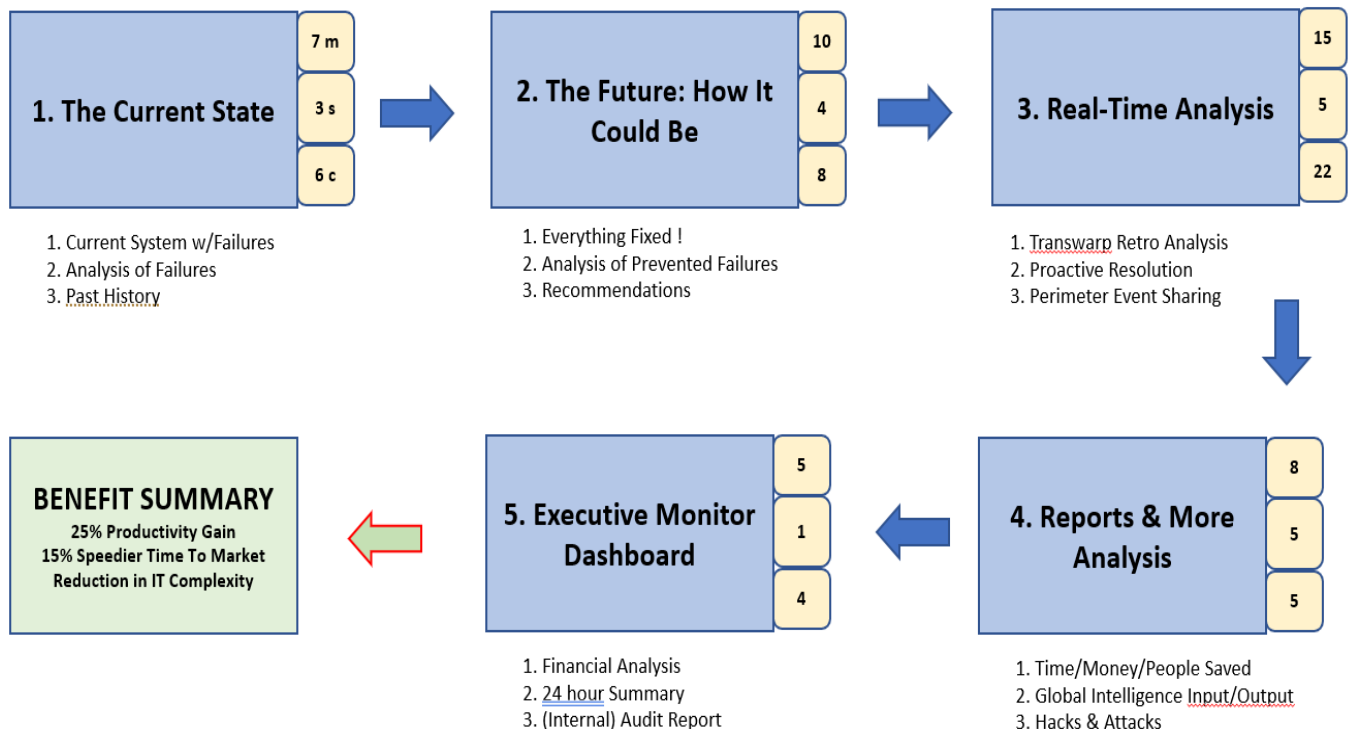 1. The Current State
7 m
3 s
6 c
1. Current System w/Failures
2. Analysis of Failures
3. Past History
2. The Future: How It
Could Be
10
4
8
1. Everything Fixed !
2. Analysis of Prevented Failures
3. Recommendations
3. Real-Time Analysis
15
5
22
1. Transwarp Retro Analysis
2. Proactive Resolution
3. Perimeter Event Sharing
4. Reports & More
Analysis
8
5
5
1. Time/Money/People Saved
2. Global Intelligence Input/Output
3. Hacks & Attacks
5. Executive Monitor
Dashboard
5
1
4
1. Financial Analysis
2. 24 hour Summary
3. (Internal) Audit Report
BENEFIT SUMMARY
25% Productivity Gain
15% Speedier Time To Market
Reduction in IT Complexity